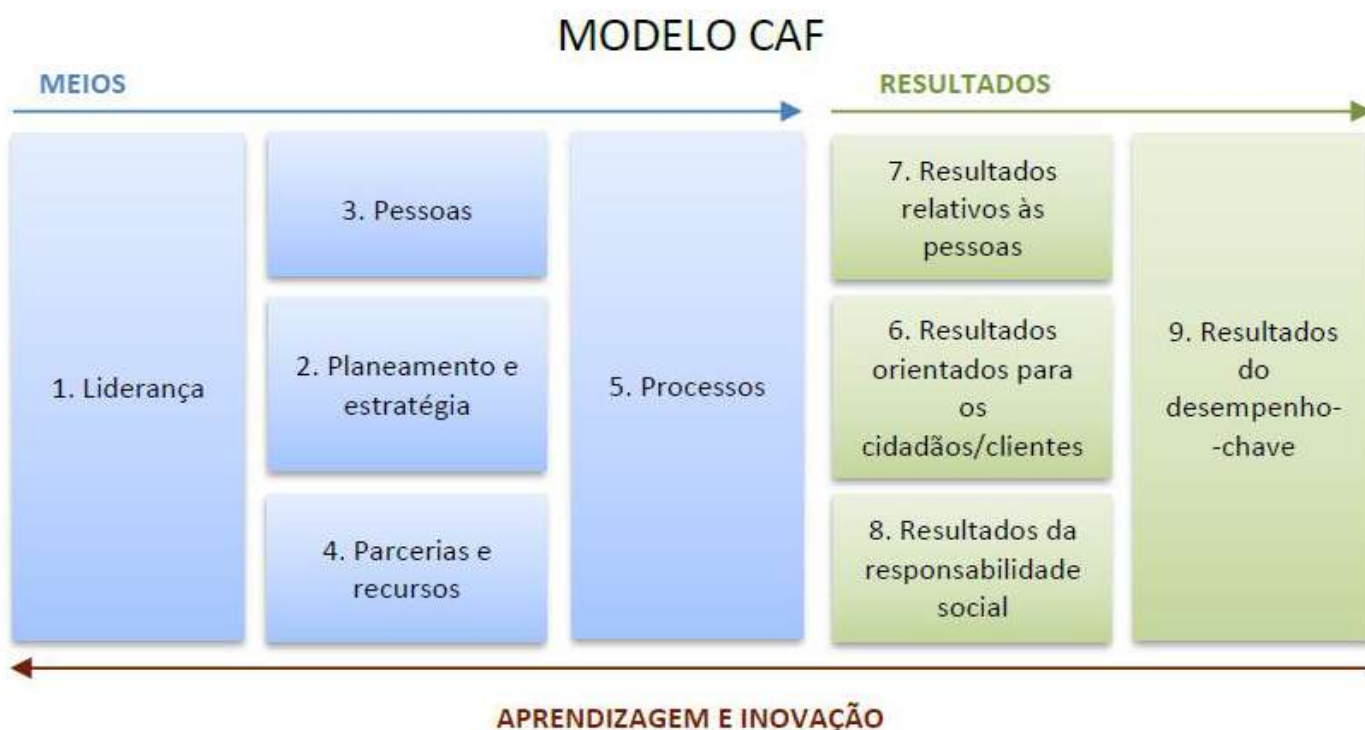 MODELO CAF
MEIOS
RESULTADOS
1. Liderança
3. Pessoas
2. Planeamento e
estratégia
4. Parcerias e
recursos
5. Processos
7. Resultados
relativos às
pessoas
6. Resultados
orientados para
os
cidadãos/clientes
8. Resultados da
responsabilidade
social
9. Resultados
do
desempenho-
-chave
APRENDIZAGEM E INOVAÇÃO